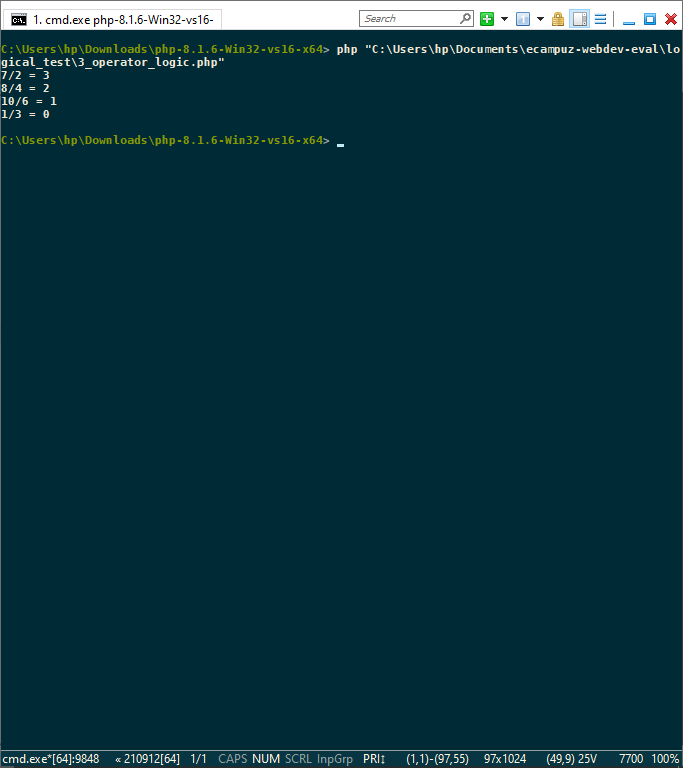 1. cmd.exe php-8.1.6-Win32-vs16-
Search
C:\Users\hp\Downloads\php-8.1.6-Win32-vs16-x64> php "C:\Users\hp\Documents\ecampuz-webdev-eval\lo
gical_test\3_operator_logic.php"
7/2 = 3
8/4 = 2
10/6 = 1
1/3 = 0
C:\Users\hp\Downloads\php-8.1.6-Win32-vs16-x64>
cmd.exe*[64]:9848 « 210912[64] 1/1 CAPS NUM SCRL InpGrp PRI↕ (1,1)-(97,55) 97x1024 (49,9) 25V 7700 100%